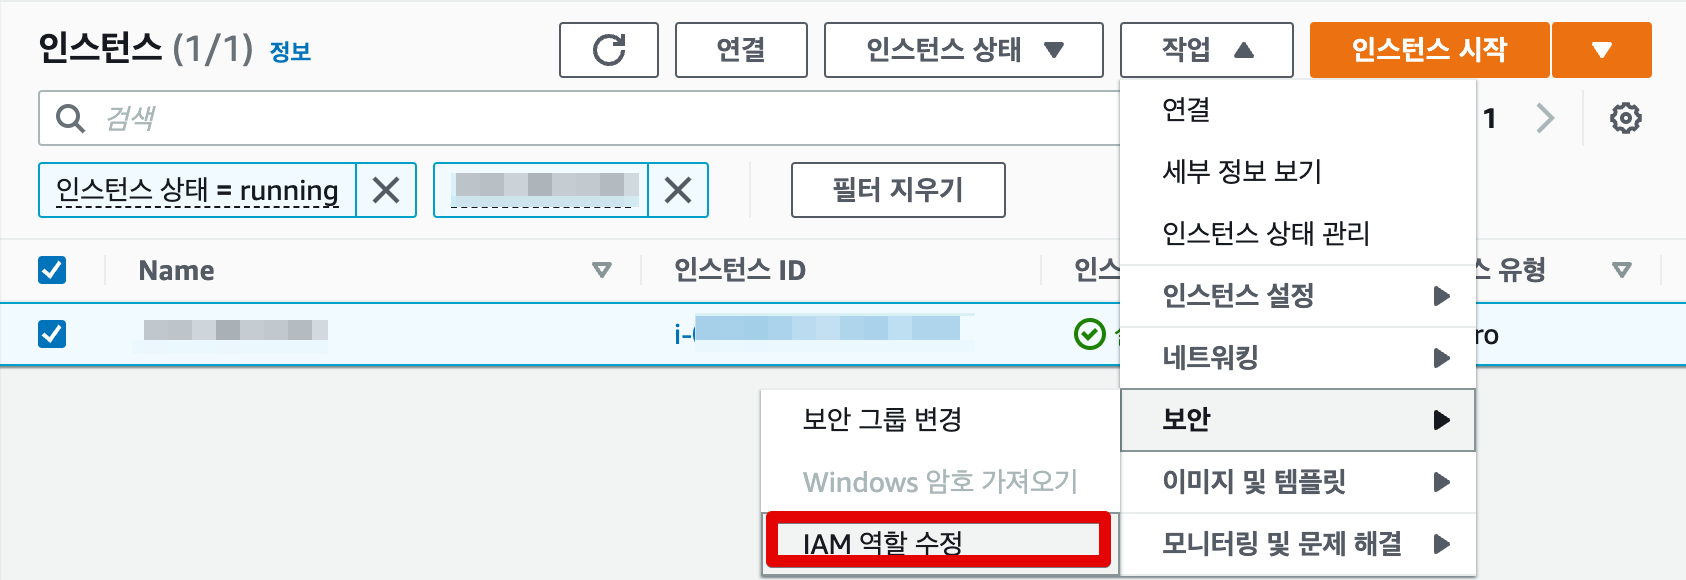 인스턴스 (1/1) 정보
연결
인스턴스 상태
작업
인스턴스 시작
검색
1
인스턴스 상태 = running
필터 지우기
Name
인스턴스 ID
인스
유형
i-
ro
연결
세부 정보 보기
인스턴스 상태 관리
인스턴스 설정
네트워킹
보안
이미지 및 템플릿
모니터링 및 문제 해결
보안 그룹 변경
Windows 암호 가져오기
IAM 역할 수정